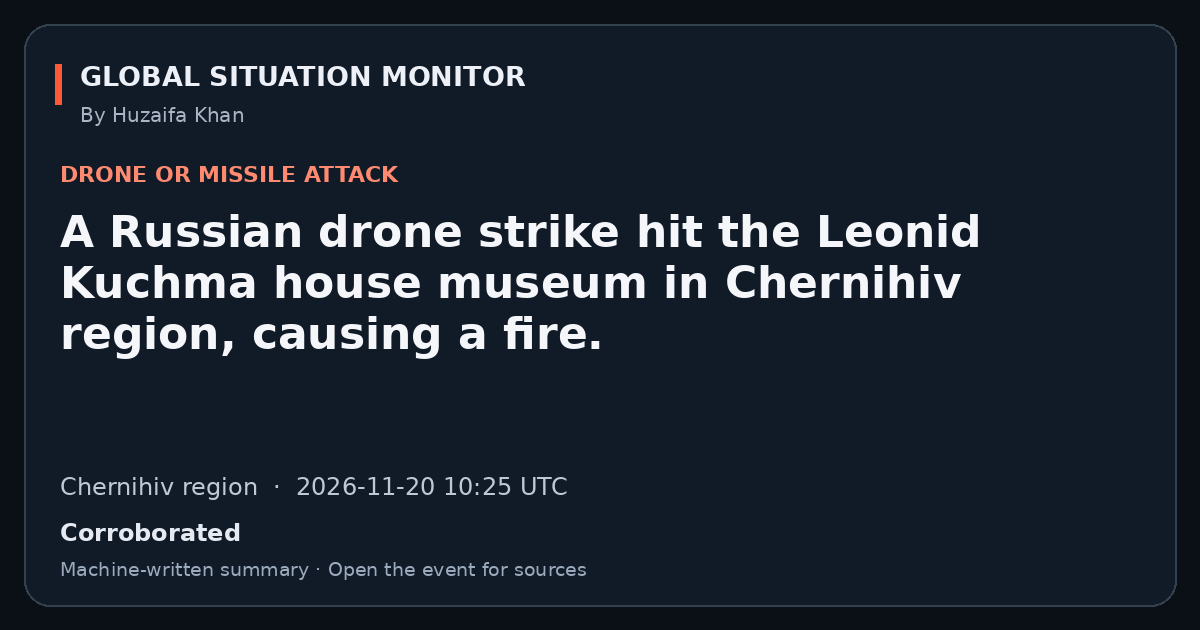 GLOBAL SITUATION MONITOR
By Huzaifa Khan
DRONE OR MISSILE ATTACK
A Russian drone strike hit the Leonid
Kuchma house museum in Chernihiv
region, causing a fire.
Chernihiv region · 2026-11-20 10:25 UTC
Corroborated
Machine-written summary · Open the event for sources